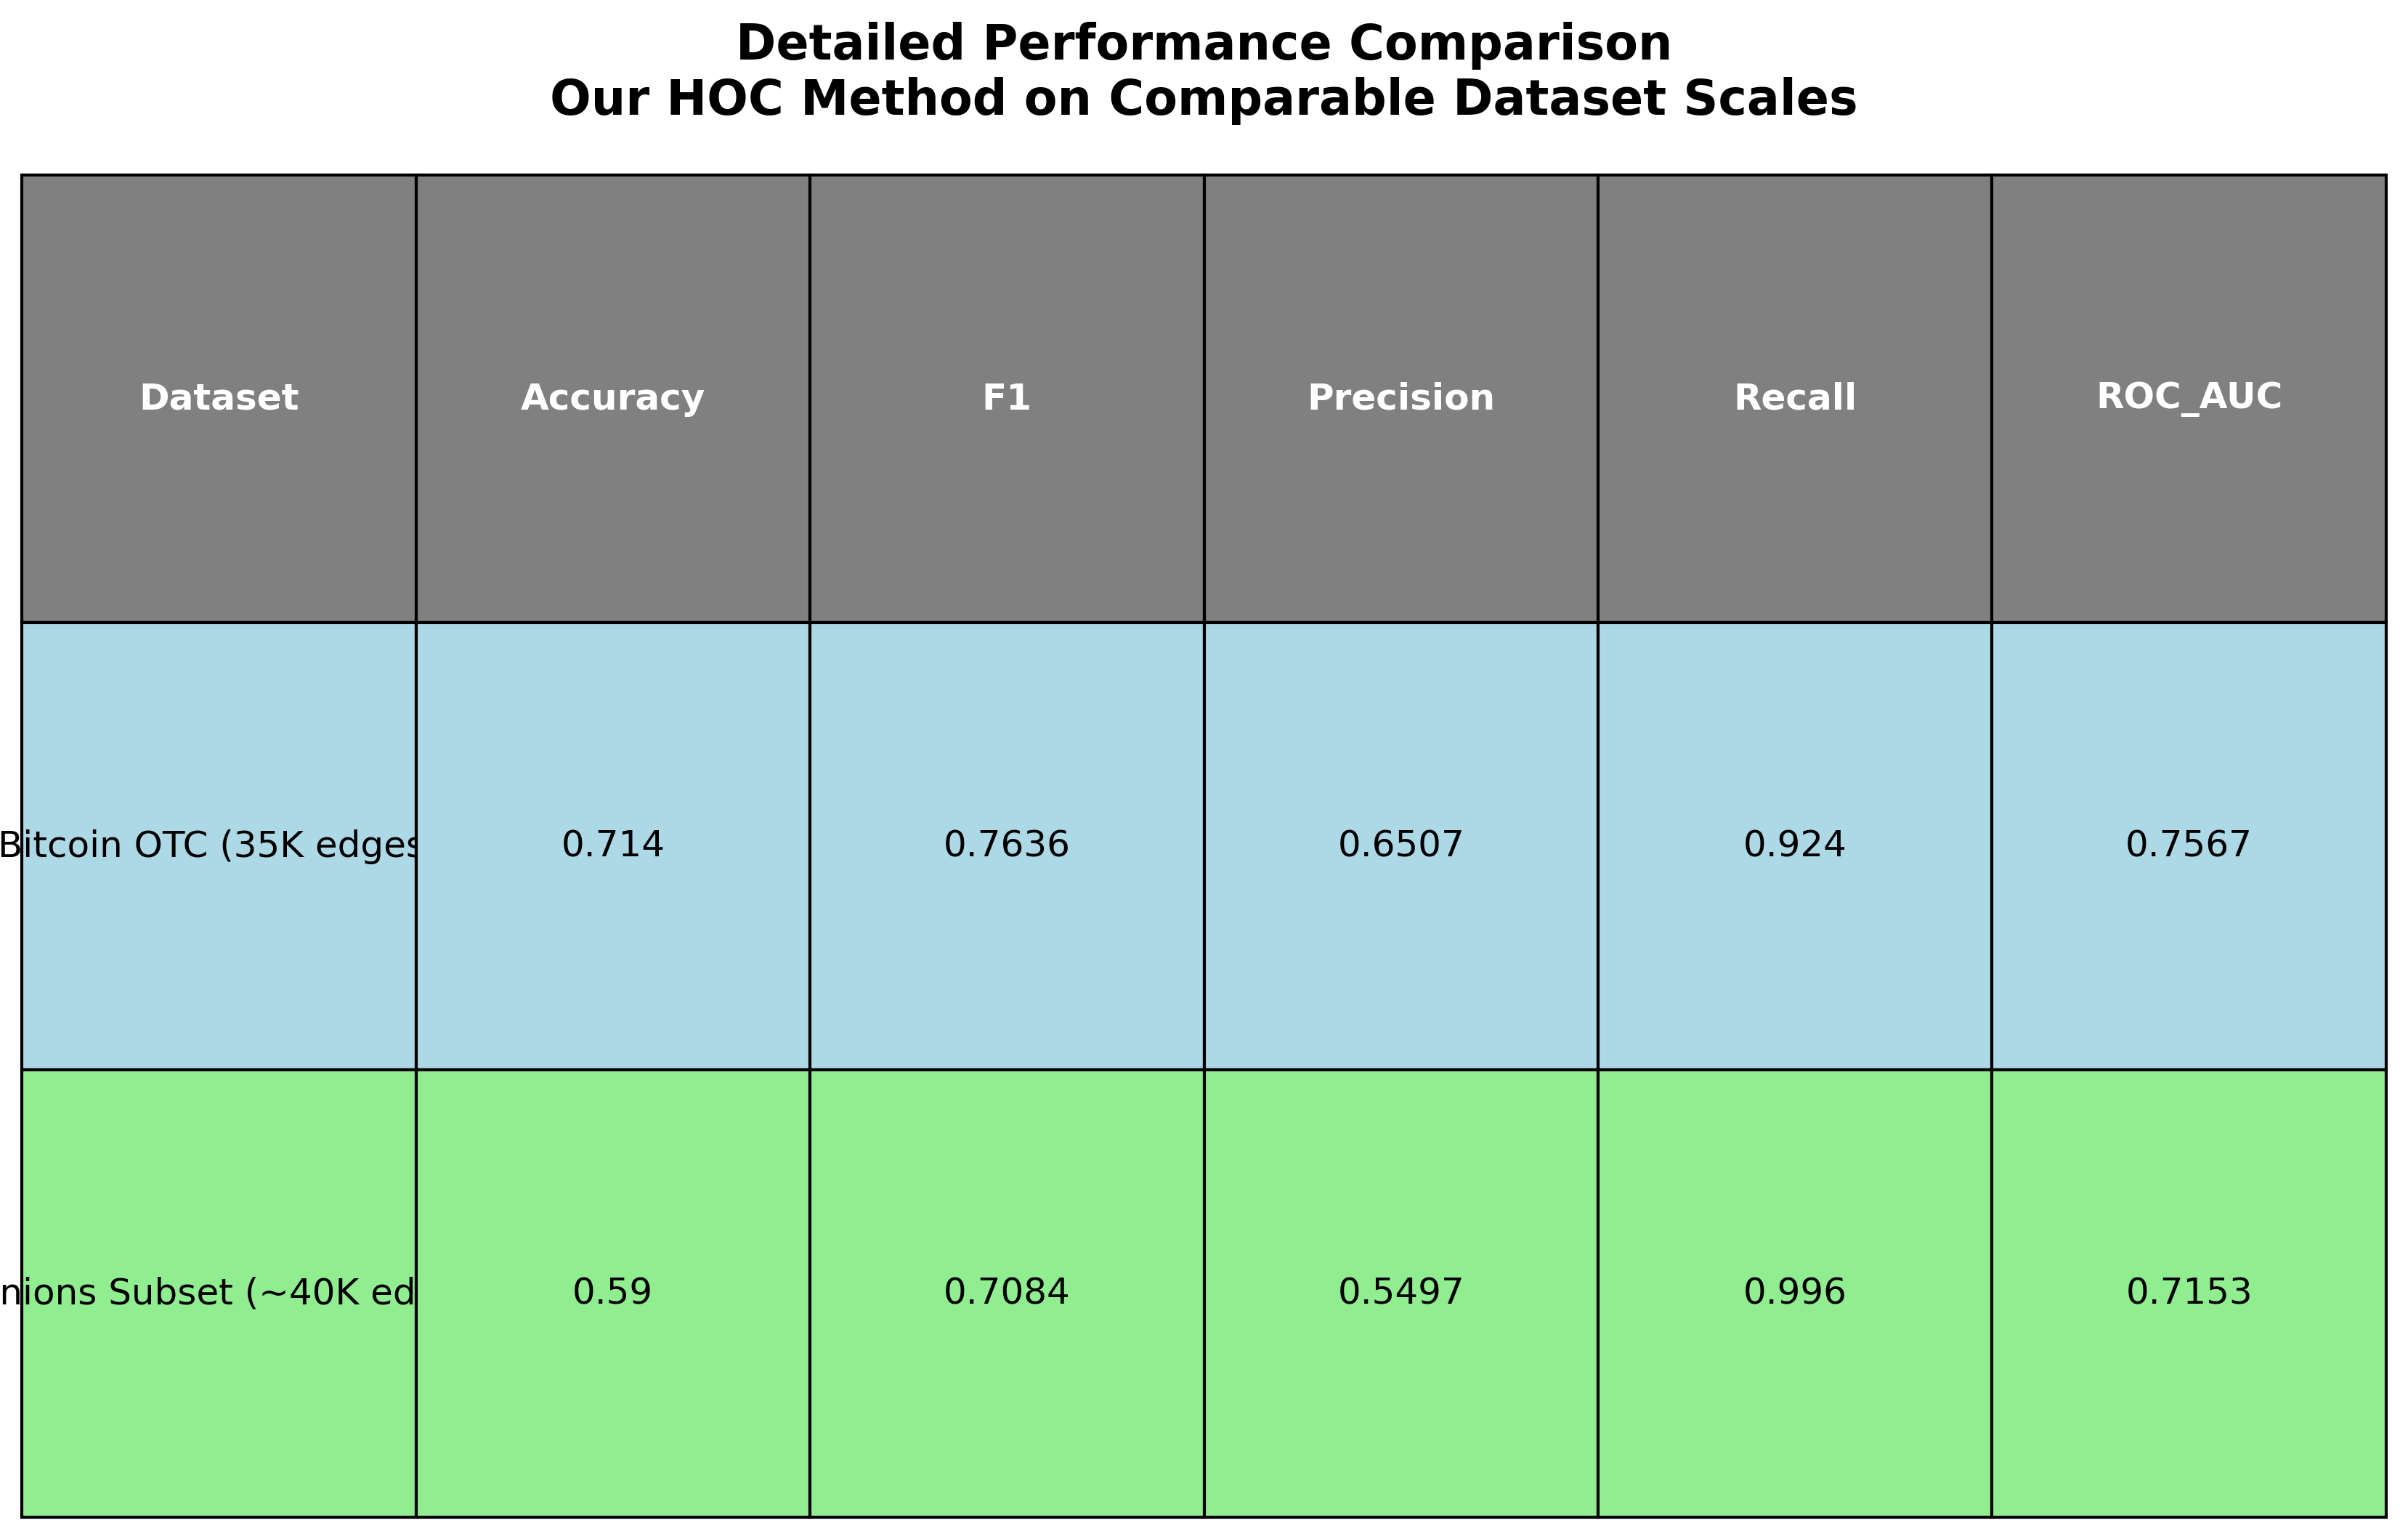 Detailed Performance Comparison
Our HOC Method on Comparable Dataset Scales
Dataset Accuracy F1 Precision Recall ROC_AUC
Bitcoin OTC (35K edges 0.714 0.7636 0.6507 0.924 0.7567
nions Subset (~40K ed 0.59 0.7084 0.5497 0.996 0.7153